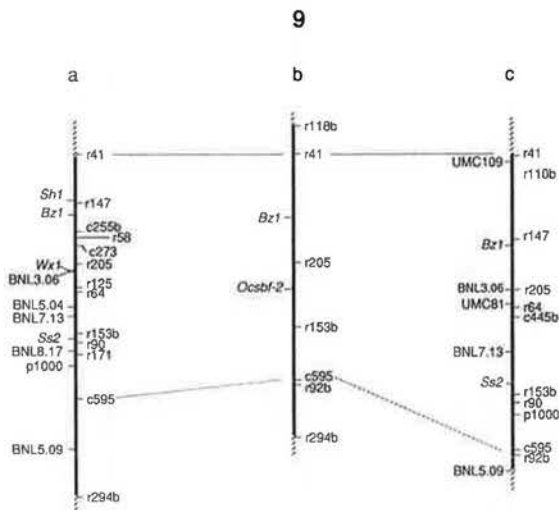 9
a
b
c
r41
Sh1
r147
Bz1
c255b
r58
c273
Wx1
r205
BNL3.06
r125
r64
BNL5.04
BNL7.13
r153b
Ss2
r90
BNL8.17
r171
p1000
c595
BNL5.09
r294b
r118b
r41
Bz1
r205
Ocsbf-2
r153b
c595
r92b
r294b
r41
UMC109
r110b
r147
Bz1
BNL3.06
r205
UMC81
r64
c445b
BNL7.13
Ss2
r153b
r90
p1000
c595
r92b
BNL5.09